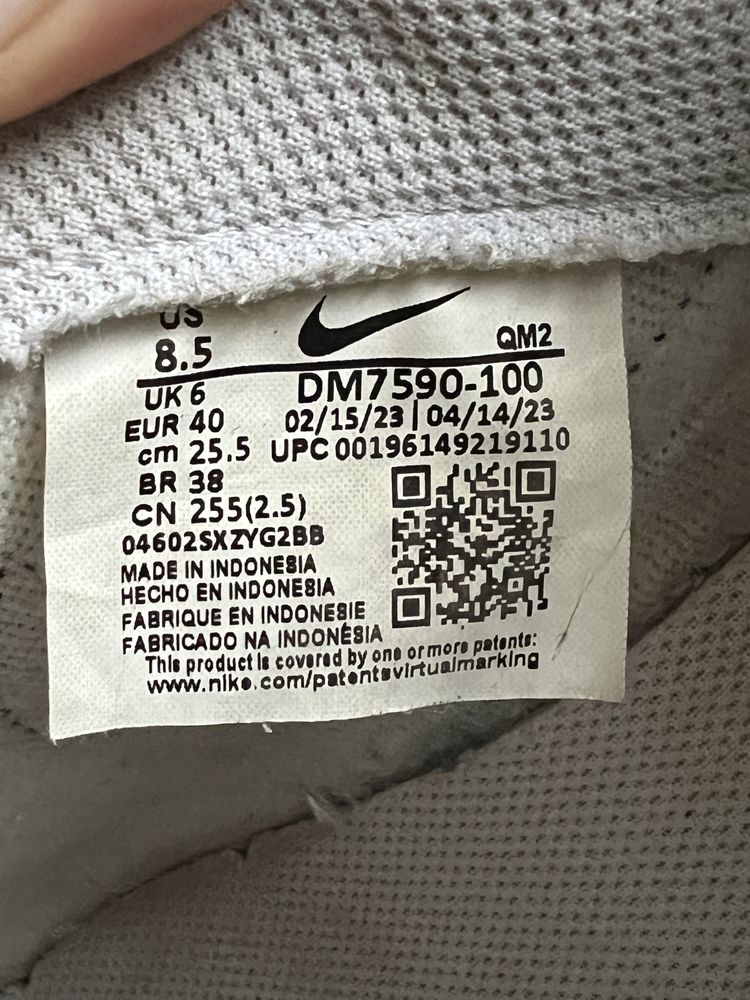 US
8.5 QM2
UK 6 DM7590-100
EUR 40 02/15/23 | 04/14/23
cm 25.5 UPC 00196149219110
BR 38
CN 255(2.5)
04602SXZYG2BB
MADE IN INDONESIA
HECHO EN INDONESIA
FABRIQUE EN INDONESIE
FABRICADO NA INDONÉSIA
This product is covered by one or more patents:
www.nike.com/patentsvirtualmarking